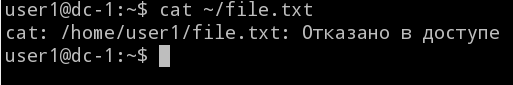 user1@dc-1:~$ cat ~/file.txt
cat: /home/user1/file.txt: Отказано в доступе
user1@dc-1:~$